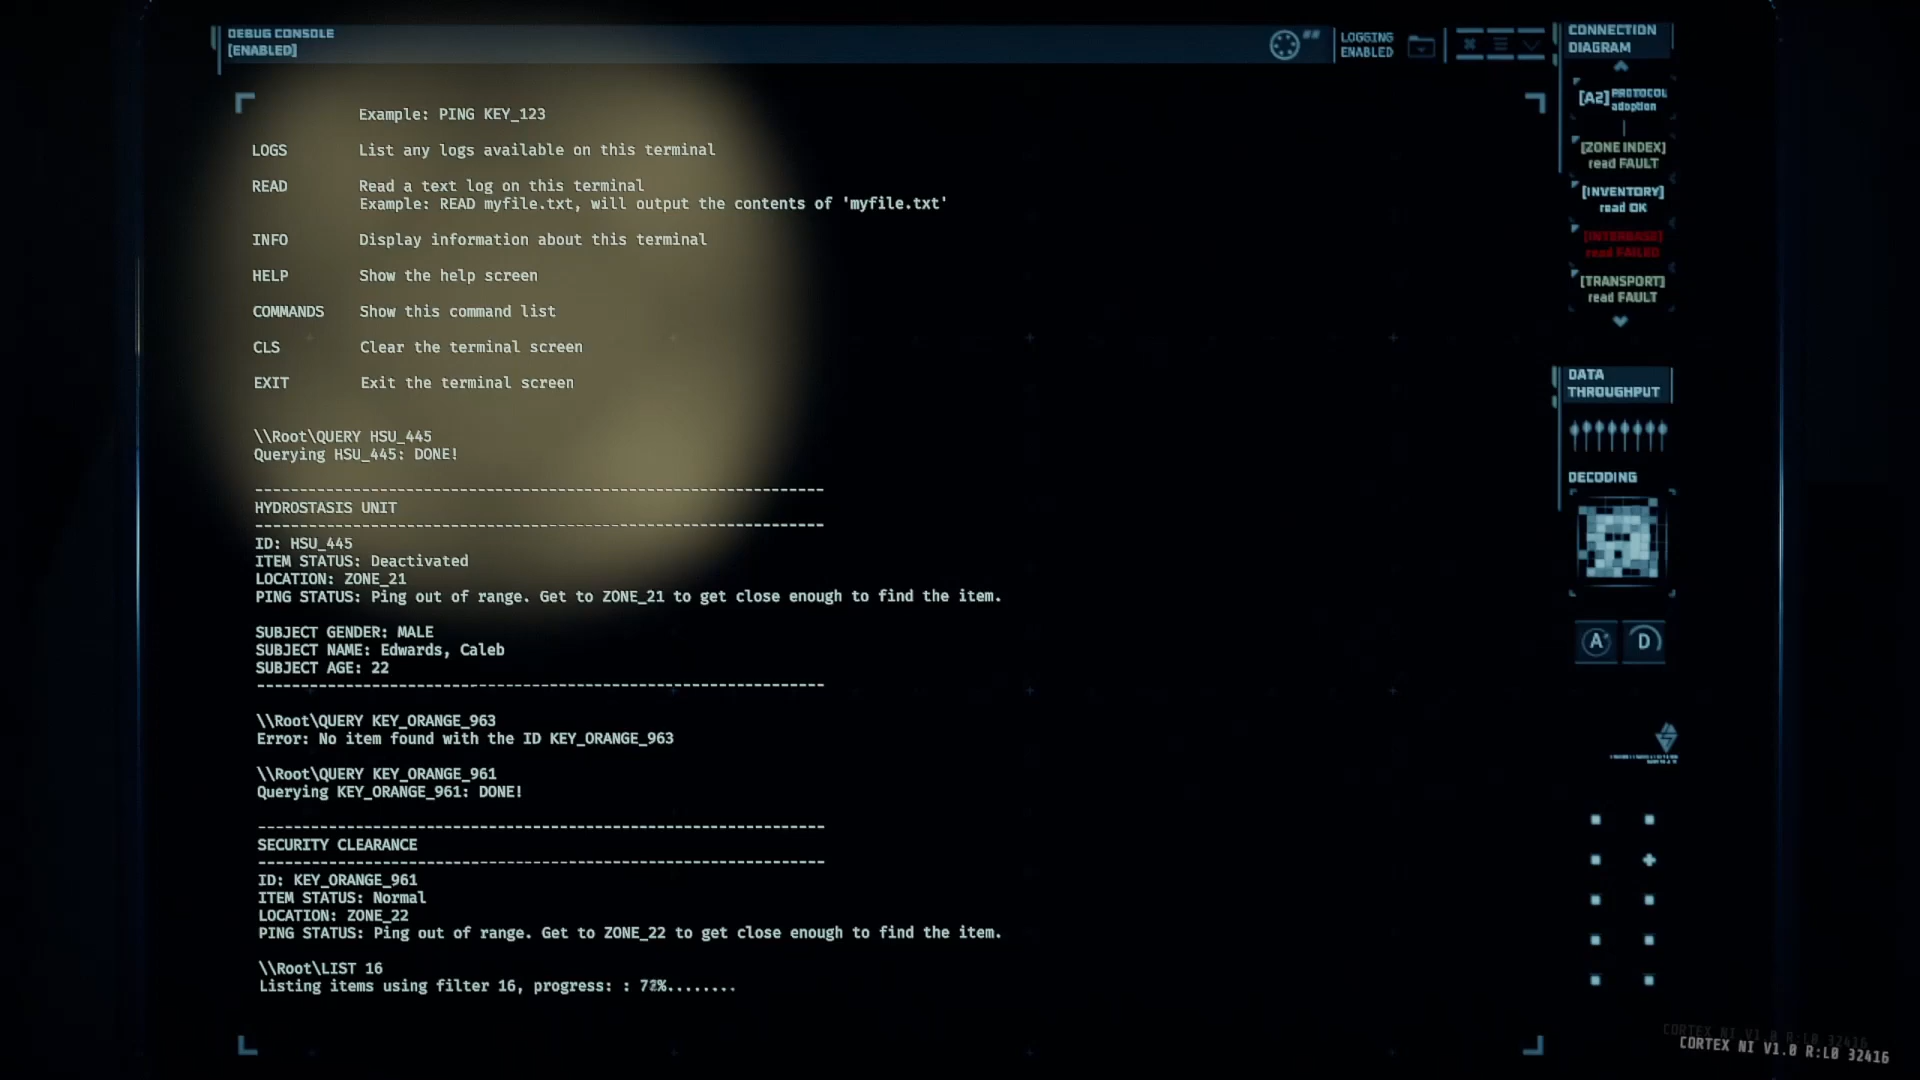 DEBUG CONSOLE
[ENABLED]
LOGGING
ENABLED
Example: PING KEY_123
LOGS List any logs available on this terminal
READ Read a text log on this terminal
Example: READ myfile.txt, will output the contents of 'myfile.txt'
INFO Display information about this terminal
HELP Show the help screen
COMMANDS Show this command list
CLS Clear the terminal screen
EXIT Exit the terminal screen
\\Root\QUERY HSU_445
Querying HSU_445: DONE!
----------------------------------------------------------------
HYDROSTASIS UNIT
----------------------------------------------------------------
ID: HSU_445
ITEM STATUS: Deactivated
LOCATION: ZONE_21
PING STATUS: Ping out of range. Get to ZONE_21 to get close enough to find the item.
SUBJECT GENDER: MALE
SUBJECT NAME: Edwards, Caleb
SUBJECT AGE: 22
----------------------------------------------------------------
\\Root\QUERY KEY_ORANGE_963
Error: No item found with the ID KEY_ORANGE_963
\\Root\QUERY KEY_ORANGE_961
Querying KEY_ORANGE_961: DONE!
----------------------------------------------------------------
SECURITY CLEARANCE
----------------------------------------------------------------
ID: KEY_ORANGE_961
ITEM STATUS: Normal
LOCATION: ZONE_22
PING STATUS: Ping out of range. Get to ZONE_22 to get close enough to find the item.
\\Root\LIST 16
Listing items using filter 16, progress: :
CONNECTION
DIAGRAM
[A2] PROTOCOL
adoption
[ZONE INDEX]
read FAULT
[INVENTORY]
read OK
read FAILED
[TRANSPORT]
read FAULT
DATA
THROUGHPUT
DECODING
A
D
CORTEX NI V1.0 R:L0 32416